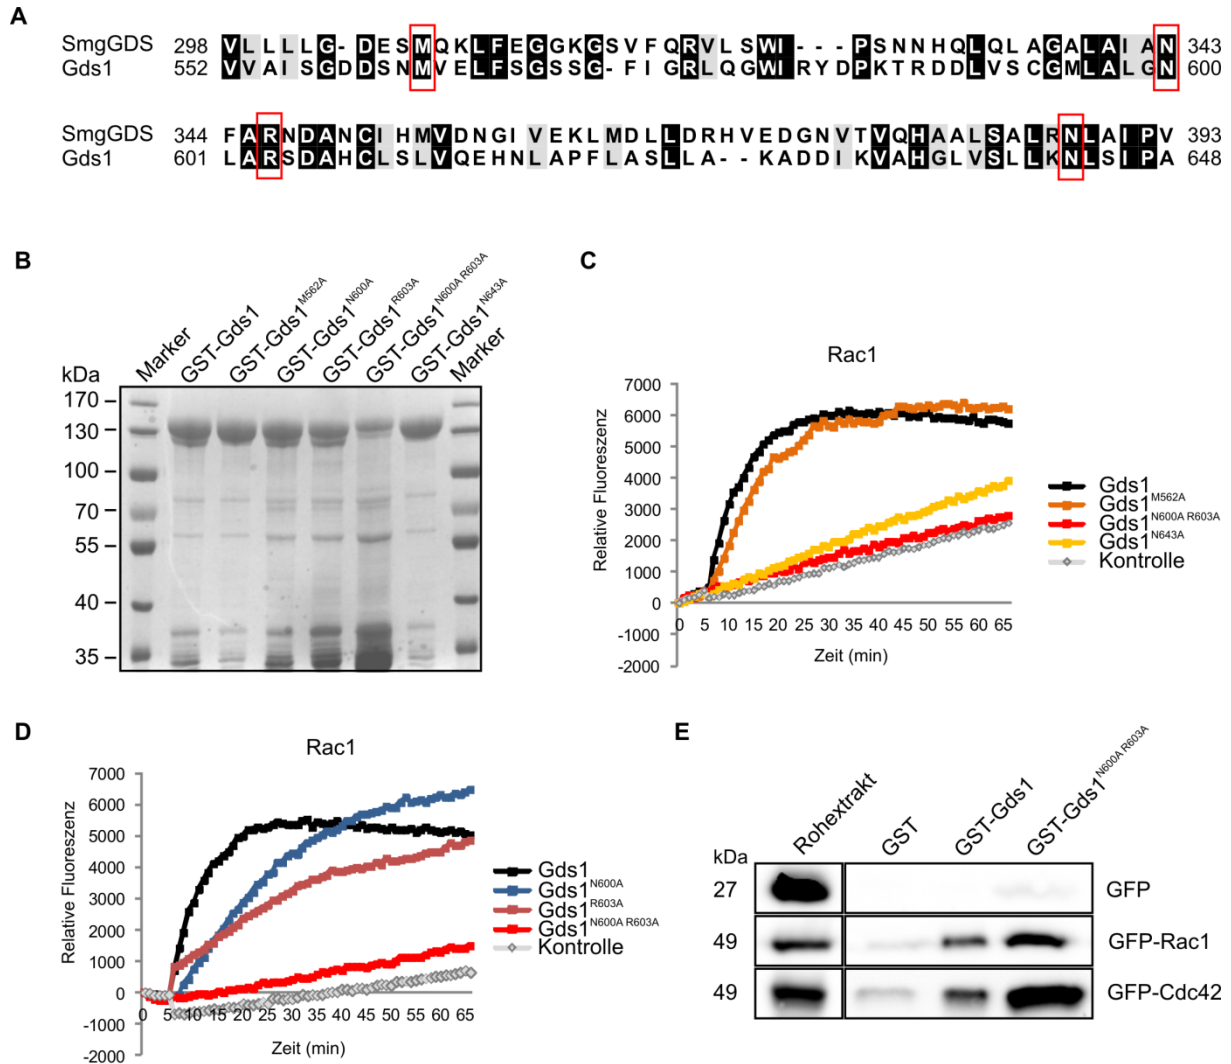 A
SmgGDS 298 VLLLLG-DESMQKLFEGGKGSVFQRVLSWI---PSNNHQLQLAGALAIAN 343
Gds1 552 VVAISGDDSNMVELFSGSSG-FIGRLQGWIRYDPKTRDDLVSCGMLALGN 600
SmgGDS 344 FARNDANCIHMVDNGIVEKLMDLLDRHVEDGNVTVQHAALSALRNLAIPV 393
Gds1 601 LARSDAHCLSLVQEHNLAPFLASLLA--KADDIKVAHGLVSLLKNLSIPA 648
B
kDa
Marker
GST-Gds1
GST-Gds1M562A
GST-Gds1N600A
GST-Gds1R603A
GST-Gds1N600A R603A
GST-Gds1N643A
Marker
170
130
100
70
55
40
35
C
Rac1
Relative Fluoreszenz
7000
6000
5000
4000
3000
2000
1000
0
-1000
-2000
0 5 10 15 20 25 30 35 40 45 50 55 60 65
Zeit (min)
Gds1
Gds1M562A
Gds1N600A R603A
Gds1N643A
Kontrolle
D
Rac1
Relative Fluoreszenz
7000
6000
5000
4000
3000
2000
1000
0
-1000
-2000
0 5 10 15 20 25 30 35 40 45 50 55 60 65
Zeit (min)
Gds1
Gds1N600A
Gds1R603A
Gds1N600A R603A
Kontrolle
E
kDa
Rohextrakt
GST
GST-Gds1
GST-Gds1N600A R603A
27 GFP
49 GFP-Rac1
49 GFP-Cdc42